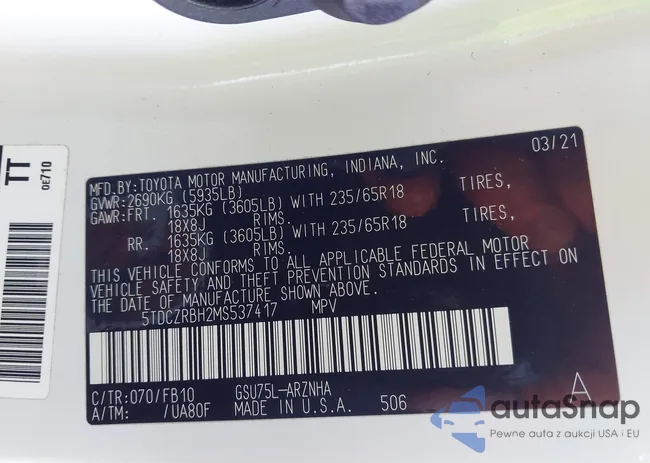 TT
0E710
03/21
MFD.BY:TOYOTA MOTOR MANUFACTURING, INDIANA, INC.
GVWR:2690KG (5935LB)
GAWR:FRT. 1635KG (3605LB) WITH 235/65R18 TIRES,
18X8J RIMS.
RR. 1635KG (3605LB) WITH 235/65R18 TIRES,
18X8J RIMS.
THIS VEHICLE CONFORMS TO ALL APPLICABLE FEDERAL MOTOR
VEHICLE SAFETY AND THEFT PREVENTION STANDARDS IN EFFECT ON
THE DATE OF MANUFACTURE SHOWN ABOVE.
5TDCZRBH2MS537417 MPV
C/TR:070/FB10 GSU75L-ARZNHA A
A/TM: /UA80F MADE IN U.S.A. 506
autaSnap
Pewne auta z aukcji USA i EU